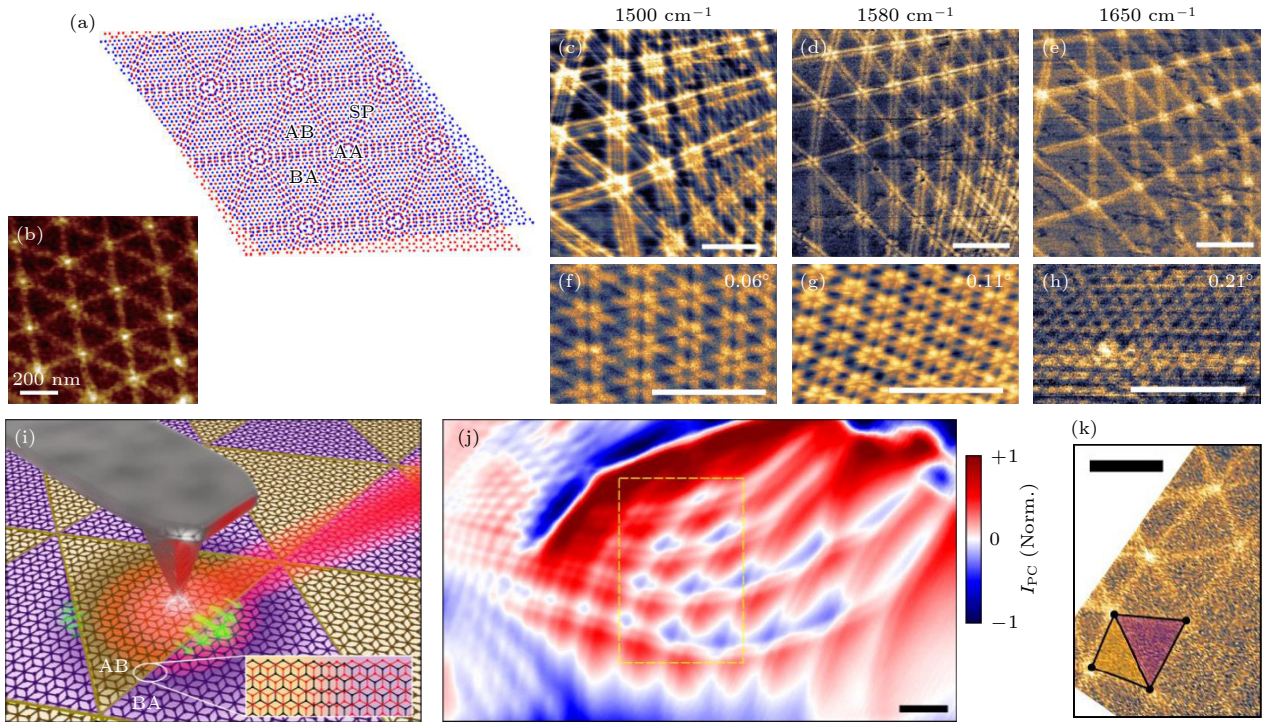 1500 cm⁻¹
1580 cm⁻¹
1650 cm⁻¹
(a)
SP
AB
AA
BA
(b)
200 nm
(c)
(d)
(e)
(f)
0.06°
(g)
0.11°
(h)
0.21°
(i)
AB
BA
(j)
+1
0
−1
I_PC (Norm.)
(k)